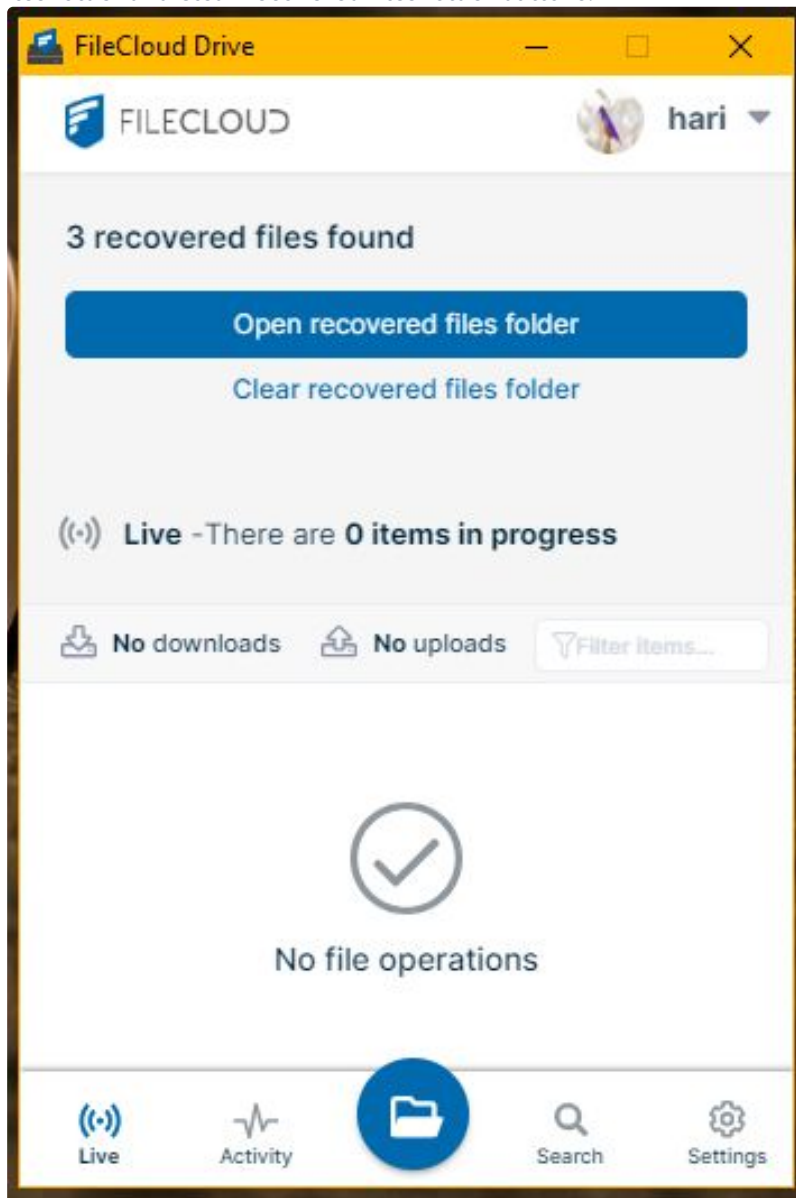 FileCloud Drive
FILECLOUD
hari
3 recovered files found
Open recovered files folder
Clear recovered files folder
Live - There are 0 items in progress
No downloads
No uploads
Filter items...
No file operations
Live
Activity
Search
Settings